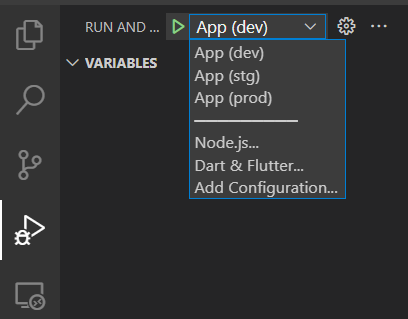 RUN AND ...
App (dev)
VARIABLES
App (dev)
App (stg)
App (prod)
Node.js...
Dart & Flutter...
Add Configuration...